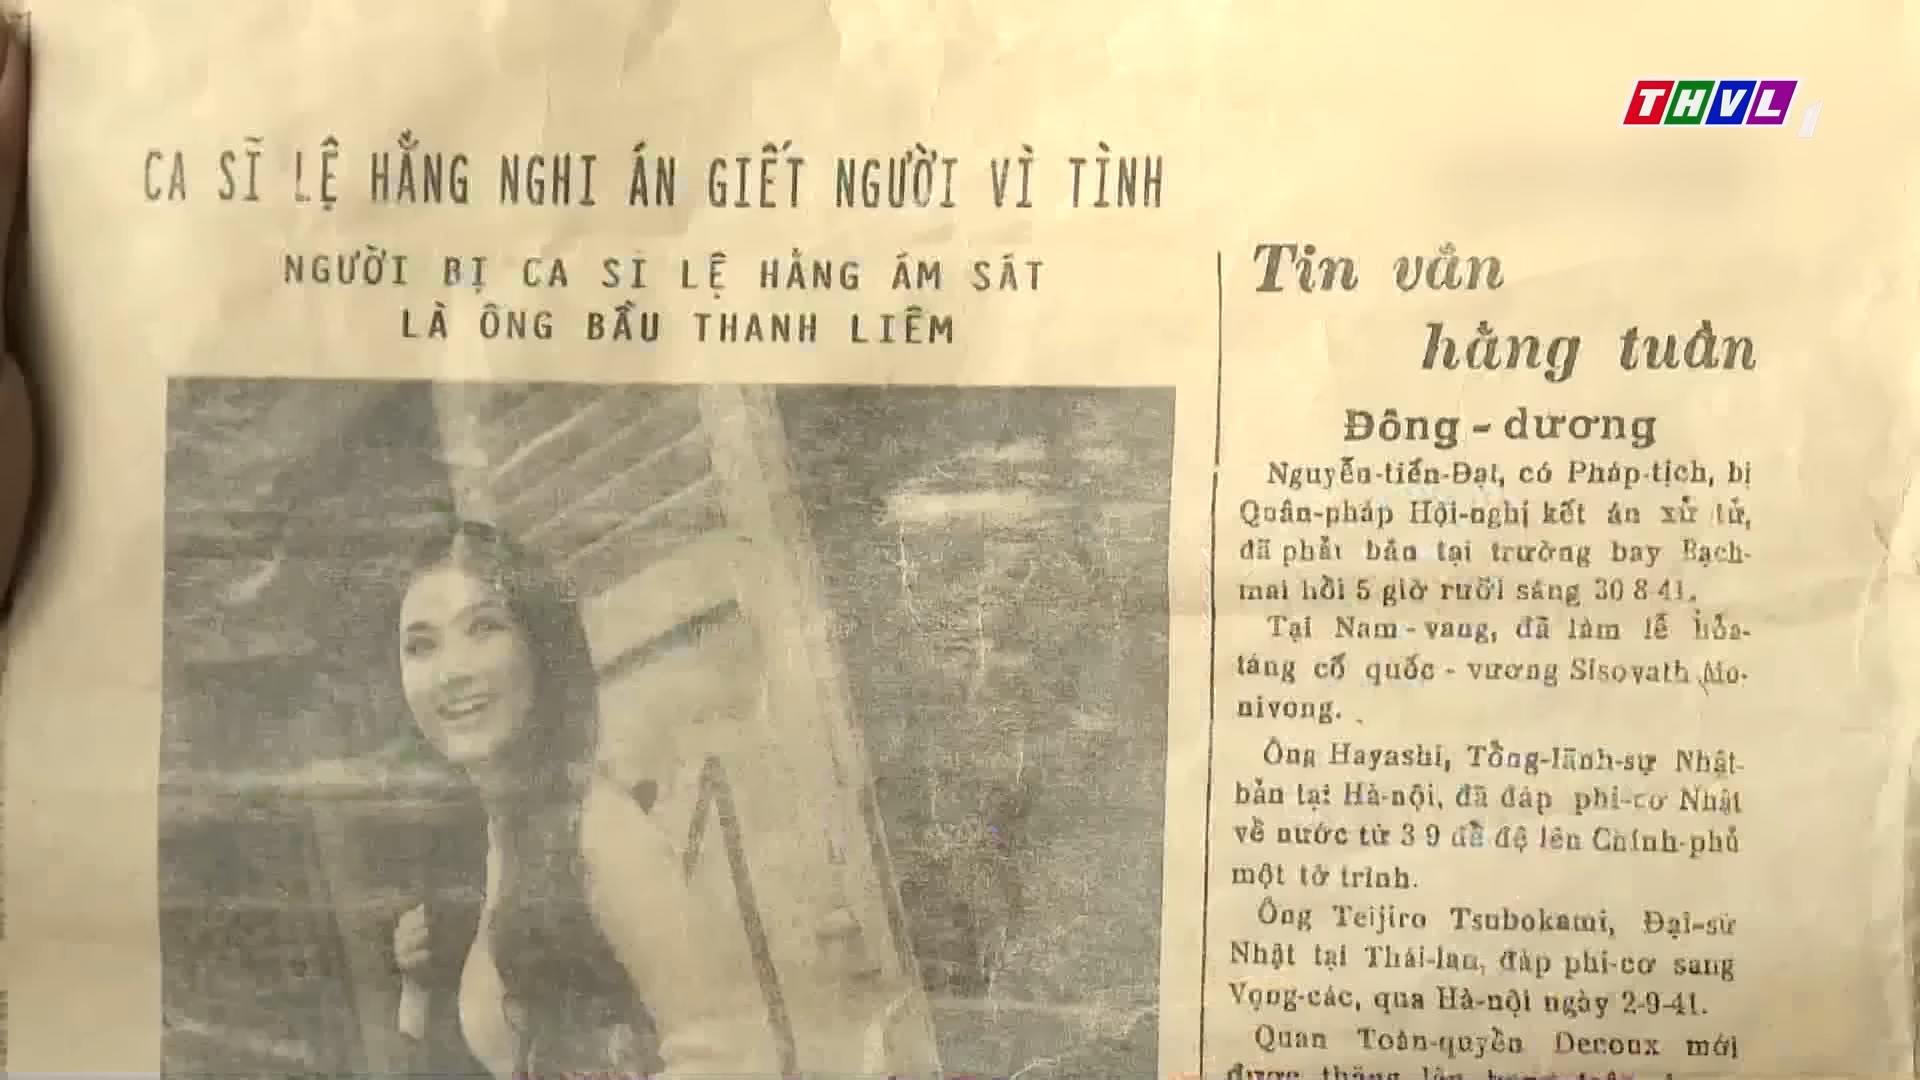 THVL 1
CA SĨ LỆ HẰNG NGHI ÁN GIẾT NGƯỜI VÌ TÌNH
NGƯỜI BỊ CA SĨ LỆ HẰNG ÁM SÁT
LÀ ÔNG BẦU THANH LIÊM
Tin vắn
hằng tuần
Đông - dương
Nguyễn-tiến-Đạt, có Pháp-tịch, bị
Quân-pháp Hội-nghị kết án xử tử,
đã phải bắn tại trường bay Bạch-
mai hồi 5 giờ rưỡi sáng 30 8 41.
Tại Nam - vang, đã làm lễ hỏa-
táng cố quốc - vương Sisovath Mo-
nivong.
Ông Hayashi, Tổng-lãnh-sự Nhật-
bản tại Hà-nội, đã đáp phi-cơ Nhật
về nước từ 3 9 để đệ lên Chính-phủ
một tờ trình.
Ông Teijiro Tsubokami, Đại-sứ
Nhật tại Thái-lan, đáp phi-cơ sang
Vọng-các, qua Hà-nội ngày 2-9-41.
Quan Toàn-quyền Decoux mới
được